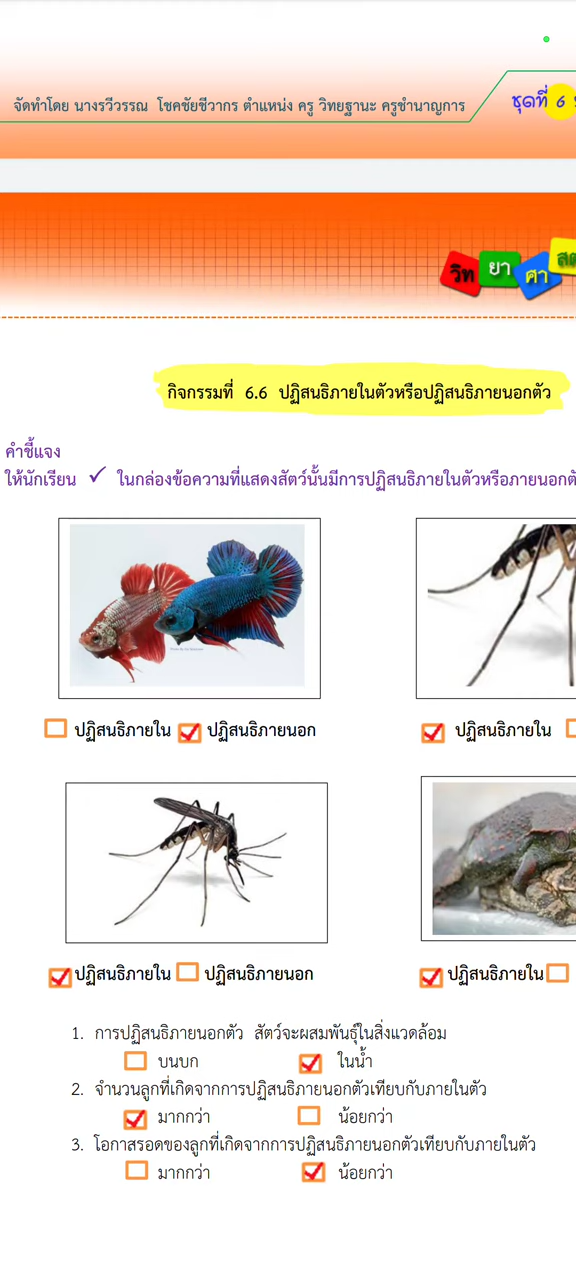 จัดทำโดย นางรวีวรรณ โชคชัยชีวากร ตำแหน่ง ครู วิทยฐานะ ครูชำนาญการ
ชุดที่ 6
วิท ยา ศา
กิจกรรมที่ 6.6 ปฏิสนธิภายในตัวหรือปฏิสนธิภายนอกตัว
คำชี้แจง
ให้นักเรียน ✓ ในกล่องข้อความที่แสดงสัตว์นั้นมีการปฏิสนธิภายในตัวหรือภายนอก
ปฏิสนธิภายใน ปฏิสนธิภายนอก ปฏิสนธิภายใน
ปฏิสนธิภายใน ปฏิสนธิภายนอก ปฏิสนธิภายใน
1. การปฏิสนธิภายนอกตัว สัตว์จะผสมพันธุ์ในสิ่งแวดล้อม
บนบก ในน้ำ
2. จำนวนลูกที่เกิดจากการปฏิสนธิภายนอกตัวเทียบกับภายในตัว
มากกว่า น้อยกว่า
3. โอกาสรอดของลูกที่เกิดจากการปฏิสนธิภายนอกตัวเทียบกับภายในตัว
มากกว่า น้อยกว่า